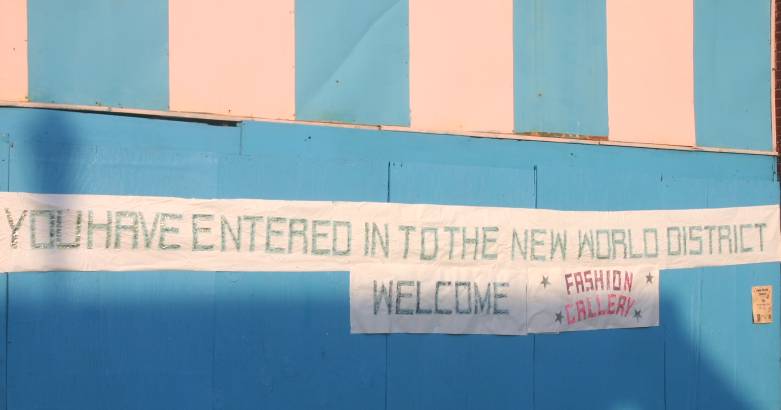 YOU HAVE ENTERED IN TO THE NEW WORLD DISTRICT
WELCOME
FASHION
GALLERY